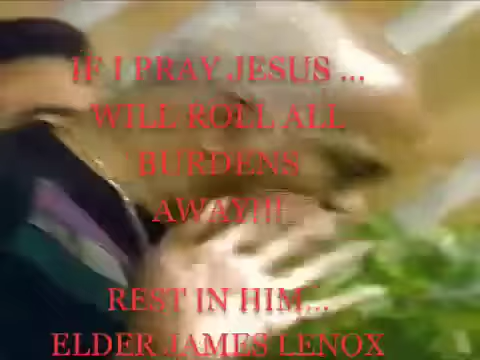 IF I PRAY JESUS ...
WILL ROLL ALL
BURDENS
AWAY!!!
REST IN HIM...
ELDER JAMES LENOX